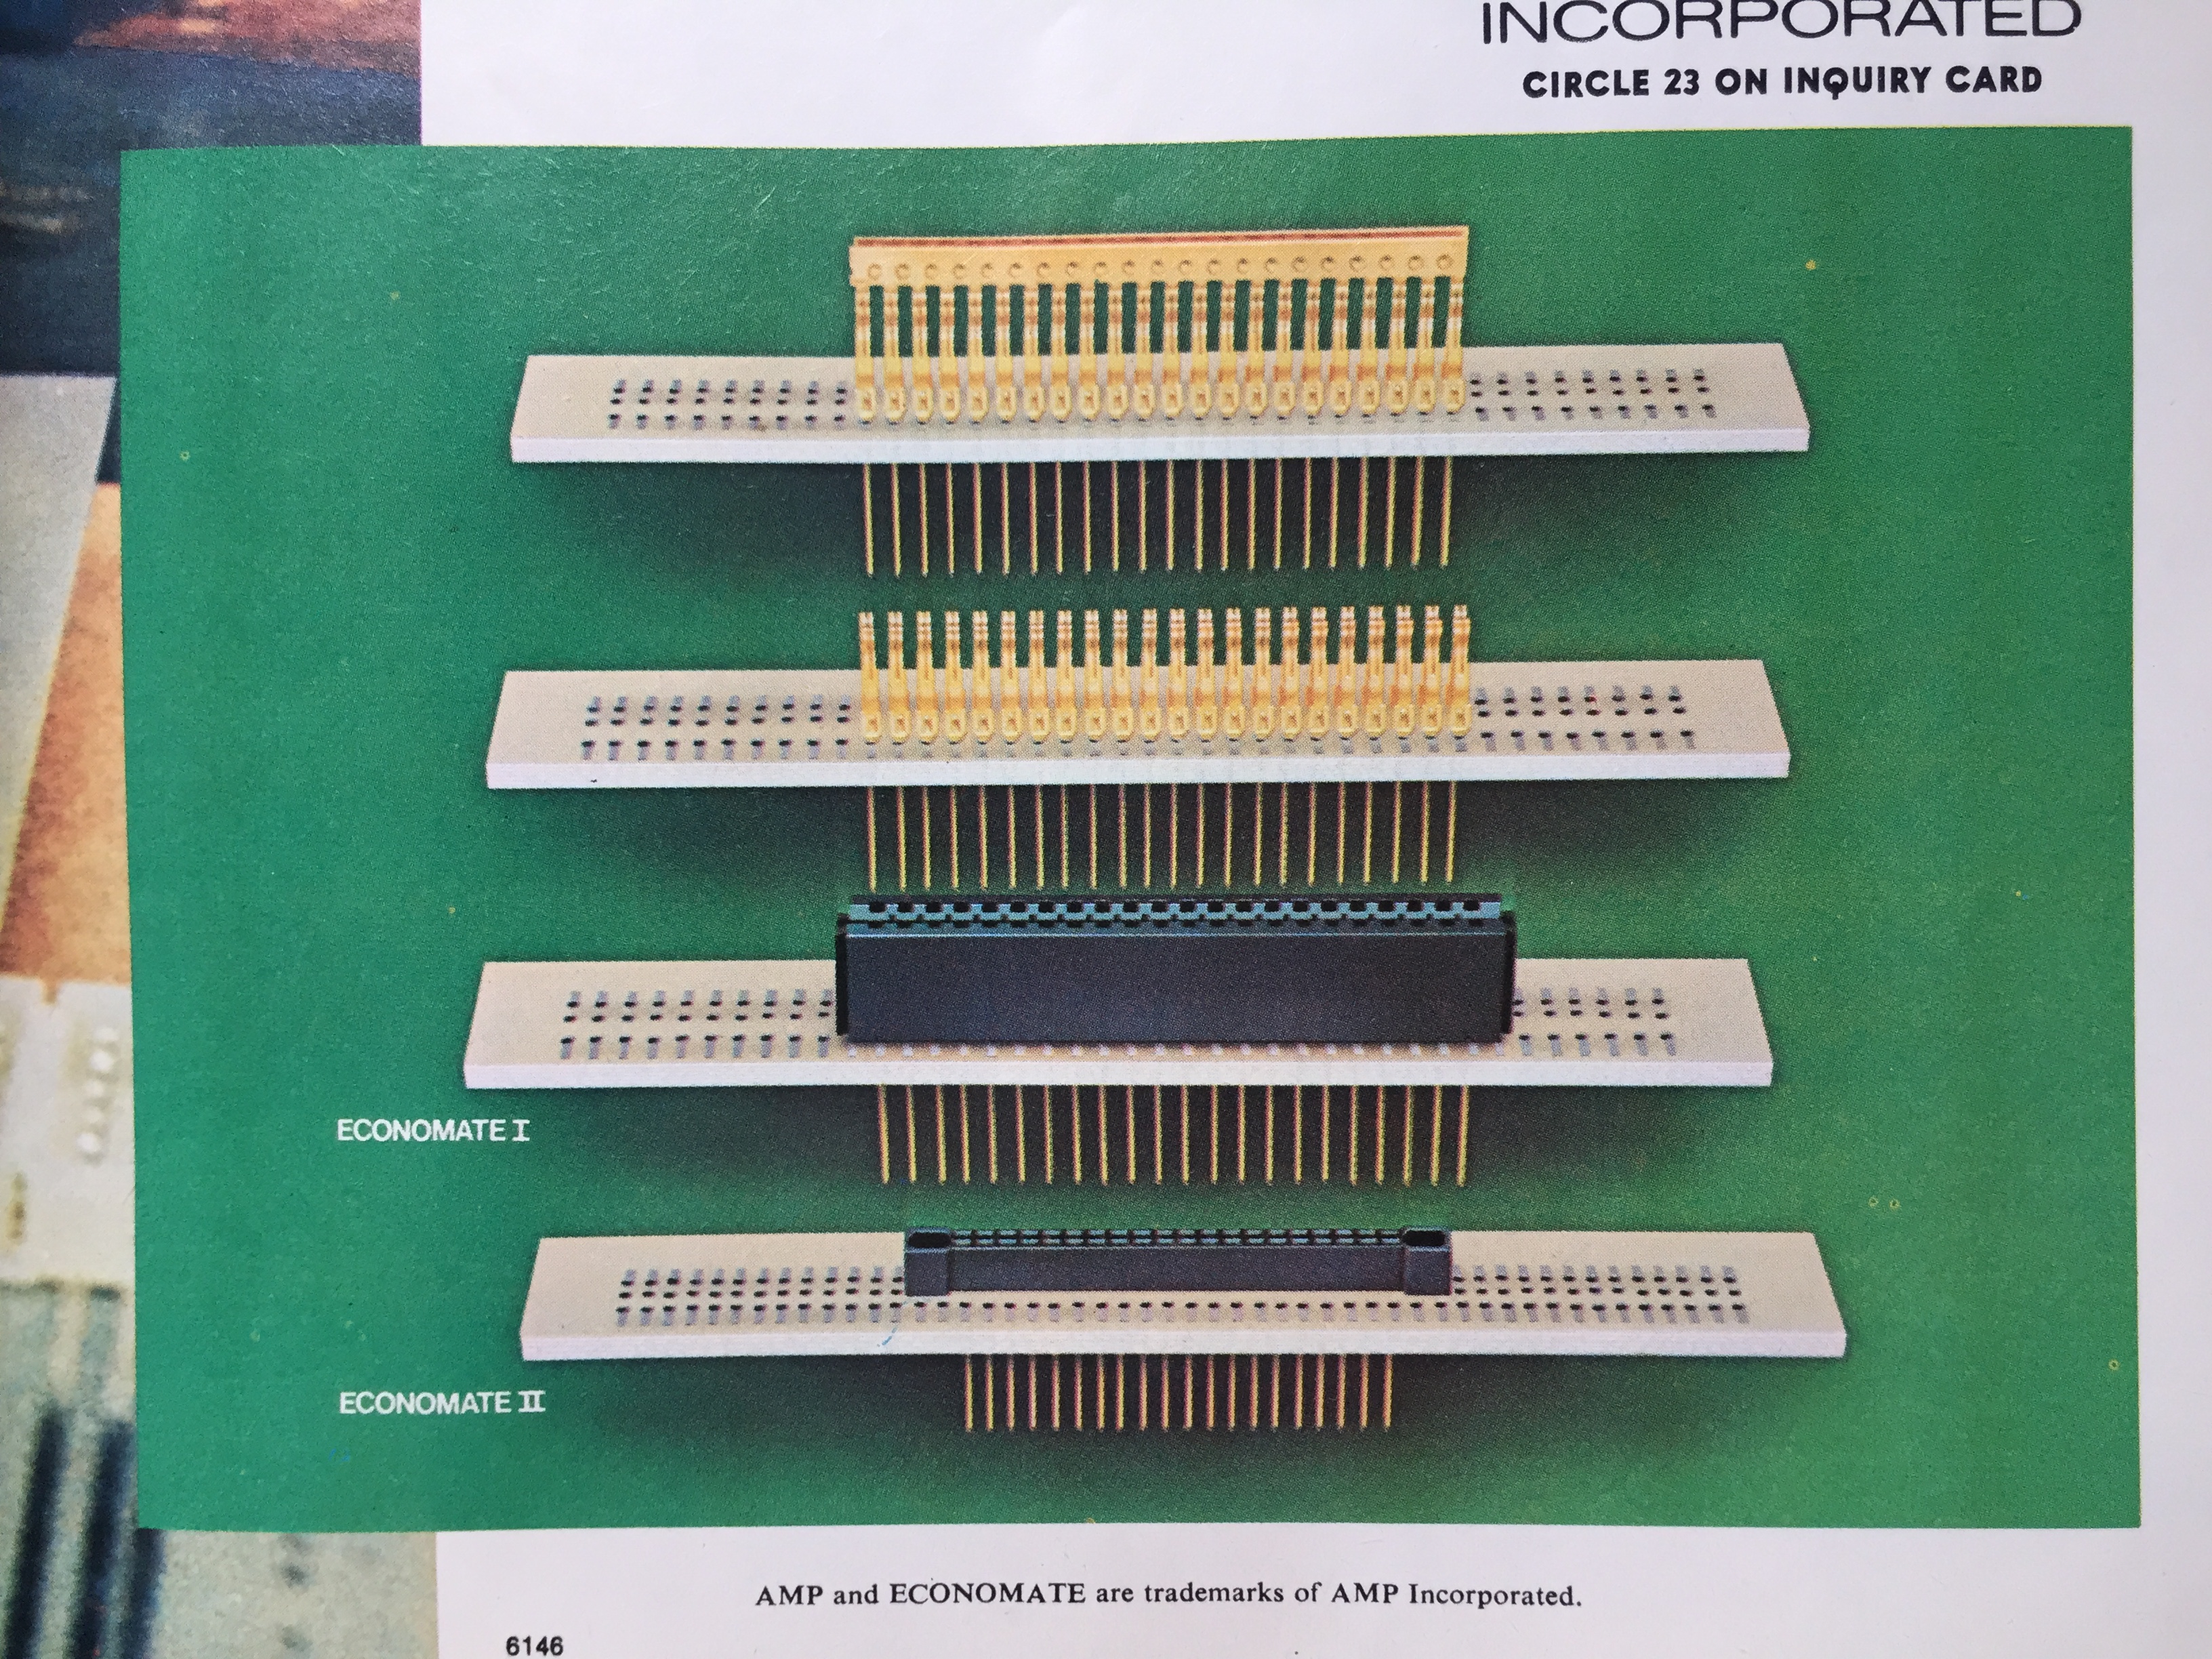 INCORPORATED
CIRCLE 23 ON INQUIRY CARD
ECONOMATE I
ECONOMATE II
AMP and ECONOMATE are trademarks of AMP Incorporated.
6146